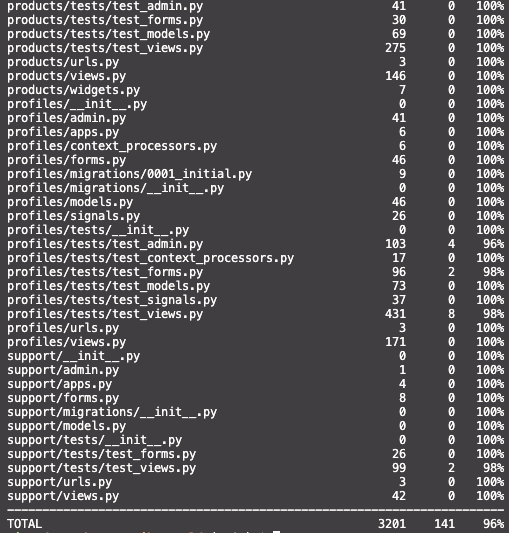 products/tests/test_admin.py 41 0 100%
products/tests/test_forms.py 30 0 100%
products/tests/test_models.py 69 0 100%
products/tests/test_views.py 275 0 100%
products/urls.py 3 0 100%
products/views.py 146 0 100%
products/widgets.py 7 0 100%
profiles/__init__.py 0 0 100%
profiles/admin.py 41 0 100%
profiles/apps.py 6 0 100%
profiles/context_processors.py 6 0 100%
profiles/forms.py 46 0 100%
profiles/migrations/0001_initial.py 9 0 100%
profiles/migrations/__init__.py 0 0 100%
profiles/models.py 46 0 100%
profiles/signals.py 26 0 100%
profiles/tests/__init__.py 0 0 100%
profiles/tests/test_admin.py 103 4 96%
profiles/tests/test_context_processors.py 17 0 100%
profiles/tests/test_forms.py 96 2 98%
profiles/tests/test_models.py 73 0 100%
profiles/tests/test_signals.py 37 0 100%
profiles/tests/test_views.py 431 8 98%
profiles/urls.py 3 0 100%
profiles/views.py 171 0 100%
support/__init__.py 0 0 100%
support/admin.py 1 0 100%
support/apps.py 4 0 100%
support/forms.py 8 0 100%
support/migrations/__init__.py 0 0 100%
support/models.py 0 0 100%
support/tests/__init__.py 0 0 100%
support/tests/test_forms.py 26 0 100%
support/tests/test_views.py 99 2 98%
support/urls.py 3 0 100%
support/views.py 42 0 100%
TOTAL 3201 141 96%